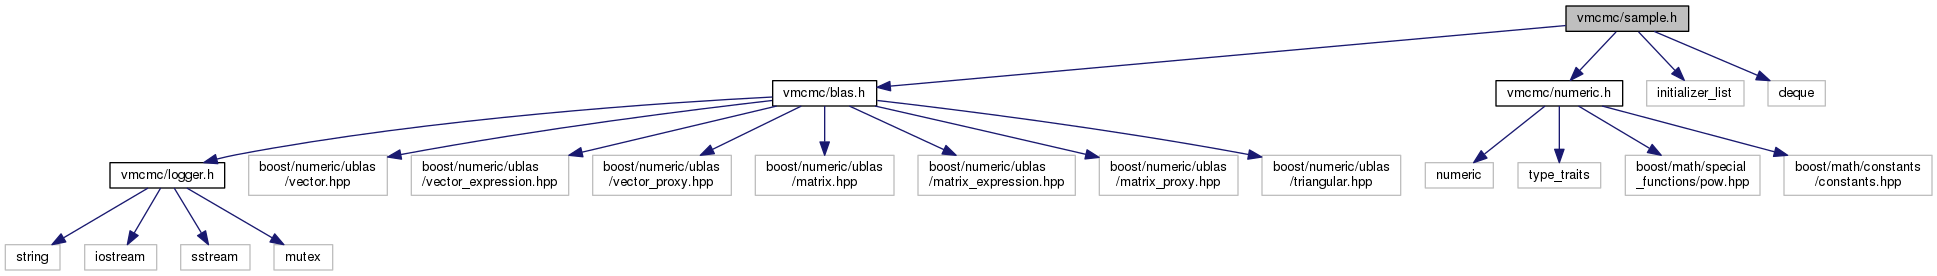 vmcmc/sample.h
vmcmc/blas.h
vmcmc/numeric.h
initializer_list
deque
vmcmc/logger.h
boost/numeric/ublas
/vector.hpp
boost/numeric/ublas
/vector_expression.hpp
boost/numeric/ublas
/vector_proxy.hpp
boost/numeric/ublas
/matrix.hpp
boost/numeric/ublas
/matrix_expression.hpp
boost/numeric/ublas
/matrix_proxy.hpp
boost/numeric/ublas
/triangular.hpp
numeric
type_traits
boost/math/special
_functions/pow.hpp
boost/math/constants
/constants.hpp
string
iostream
sstream
mutex